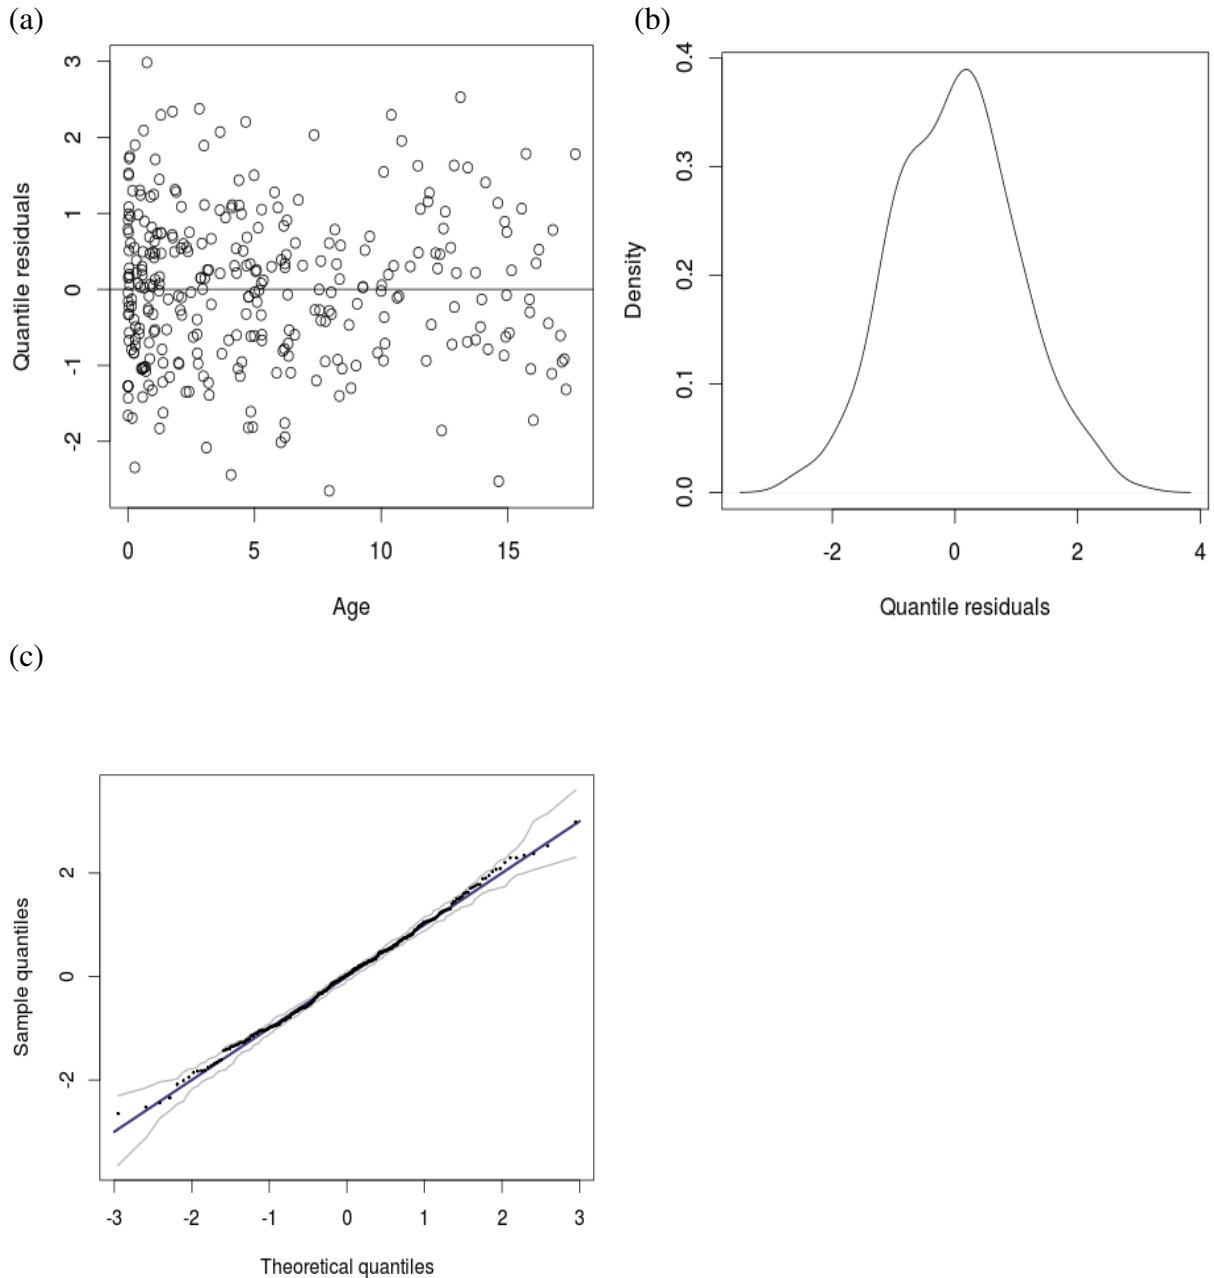 (a)
3
2
1
0
-1
-2
Quantile residuals
0 5 10 15
Age
(b)
0.4
0.3
0.2
0.1
0.0
Density
-2 0 2 4
Quantile residuals
(c)
2
0
-2
Sample quantiles
-3 -2 -1 0 1 2 3
Theoretical quantiles